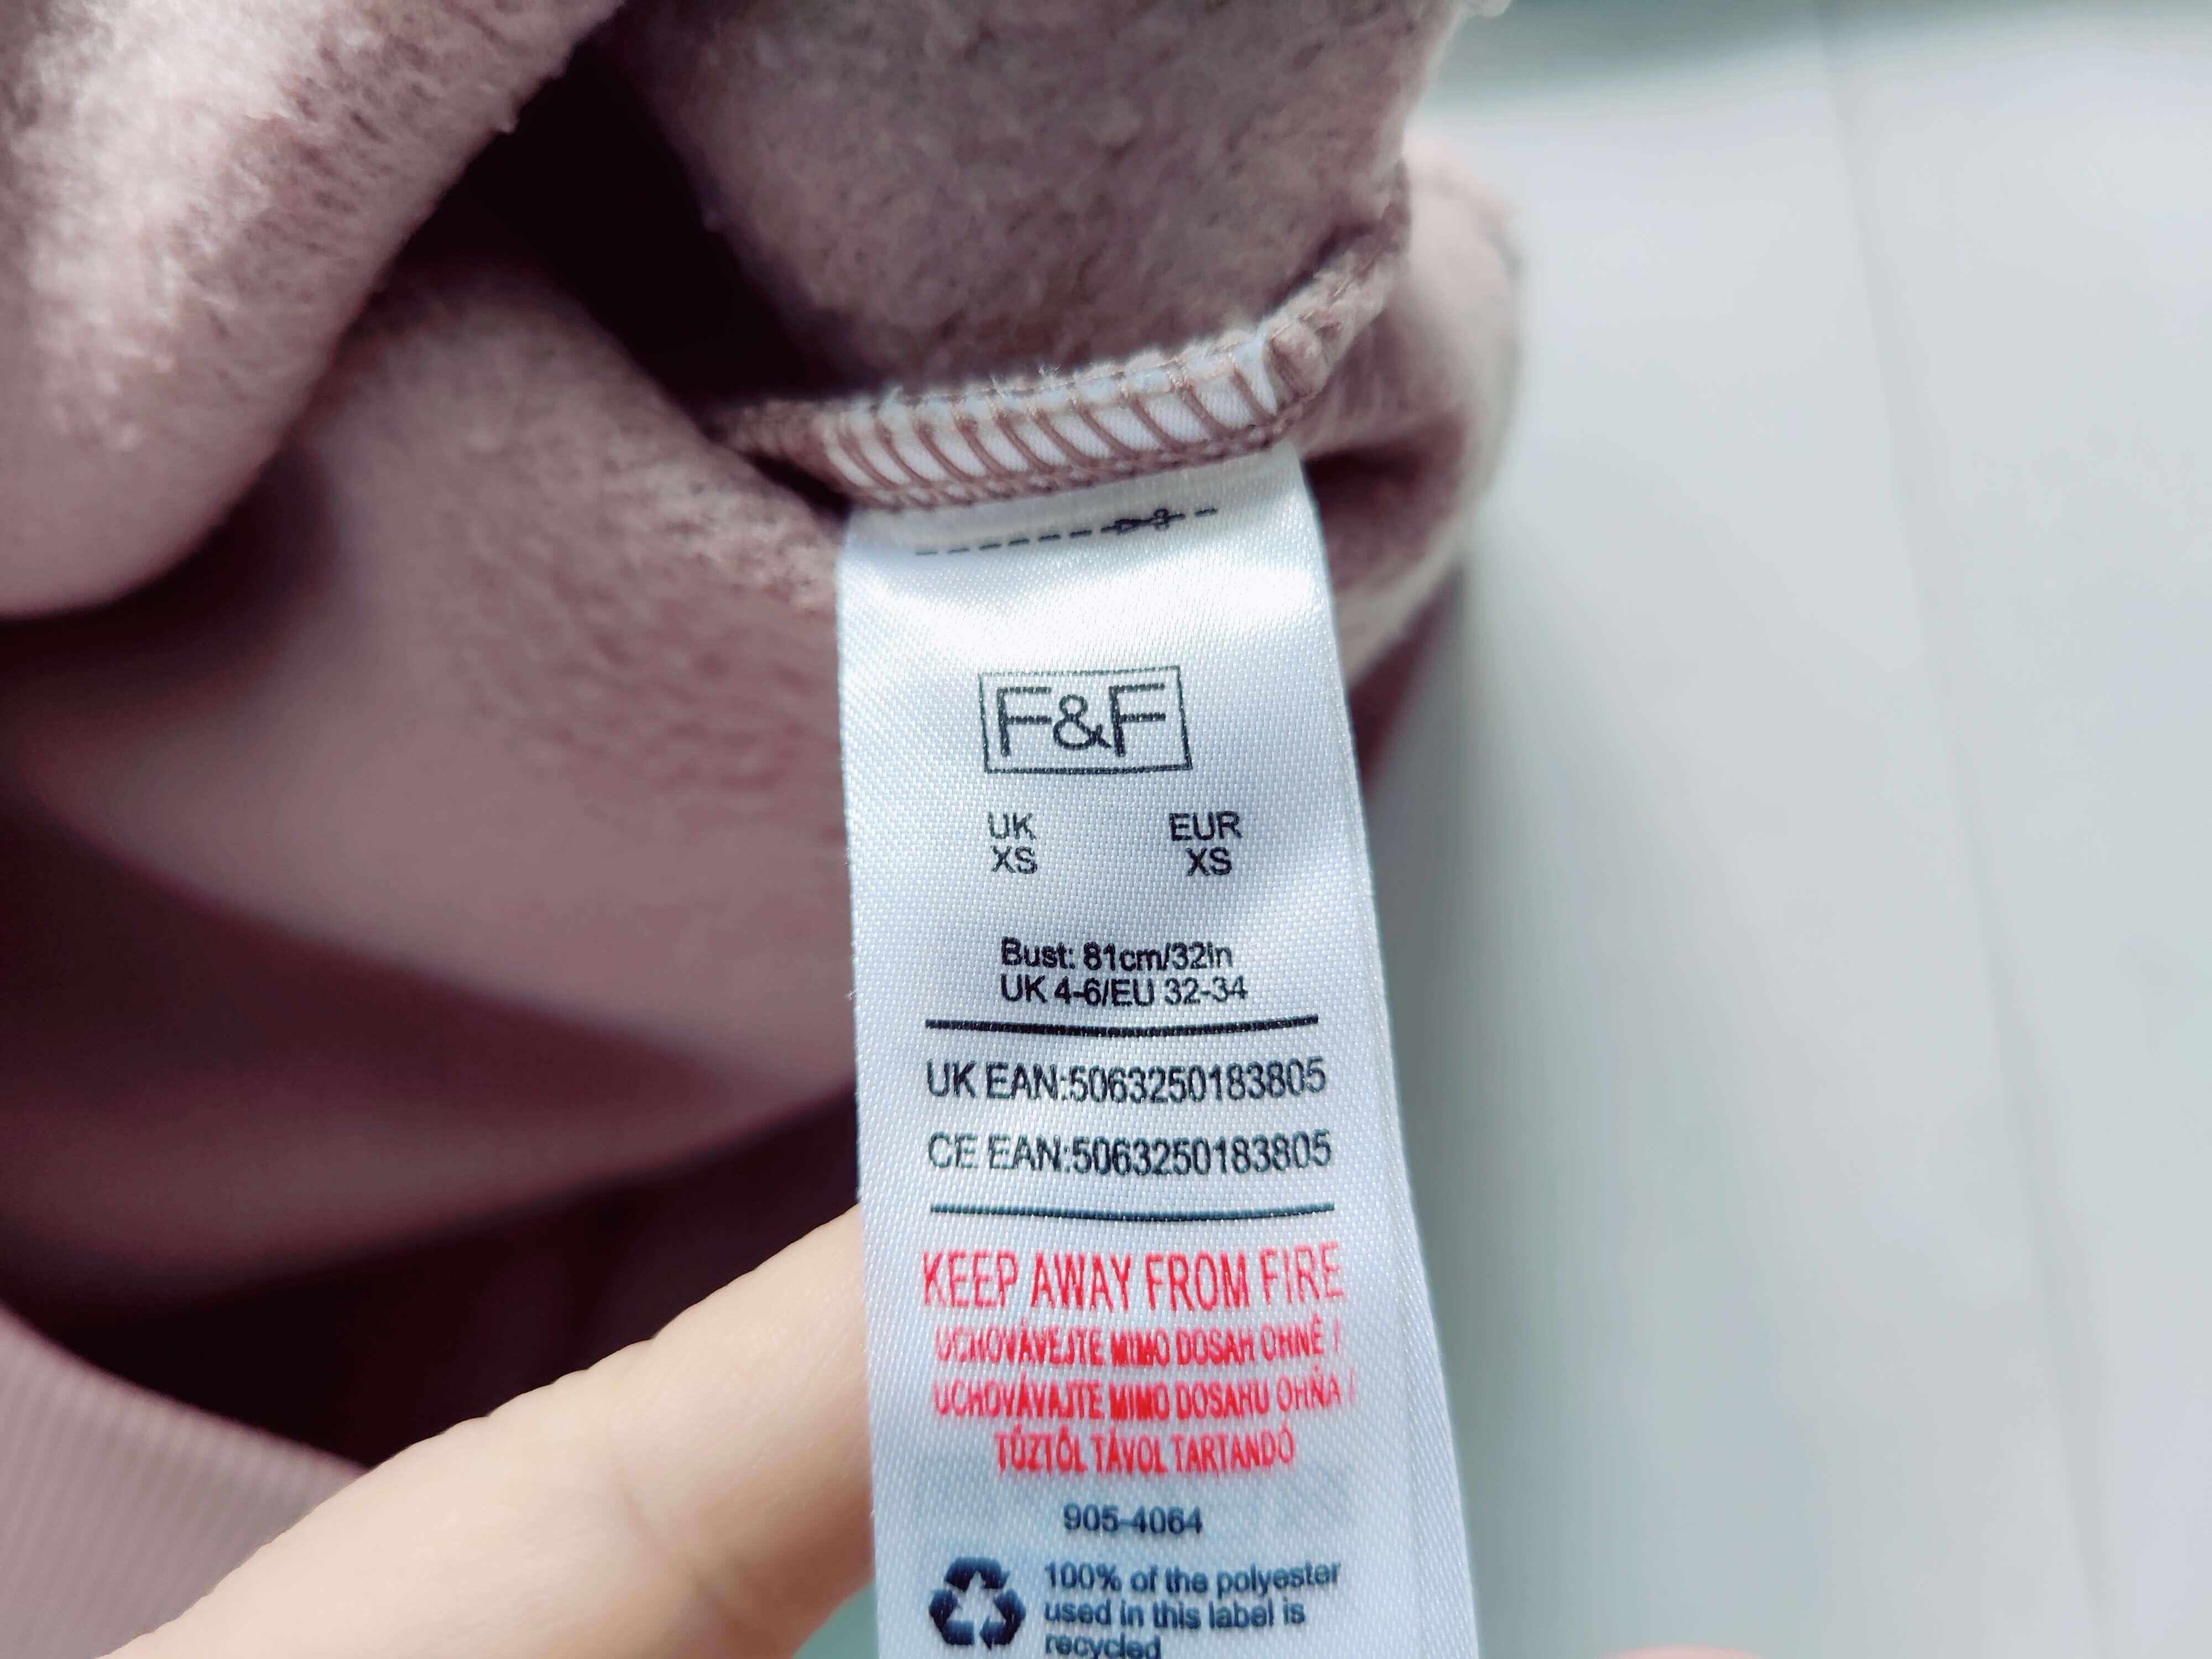 F&F
UK EUR
XS XS
Bust: 81cm/32in
UK 4-6/EU 32-34
UK EAN:5063250183805
CE EAN:5063250183805
KEEP AWAY FROM FIRE
UCHOVÁVEJTE MIMO DOSAH OHNĚ /
UCHOVÁVAJTE MIMO DOSAHU OHŇA /
TŰZTŐL TÁVOL TARTANDÓ
905-4064
100% of the polyester
used in this label is
recycled